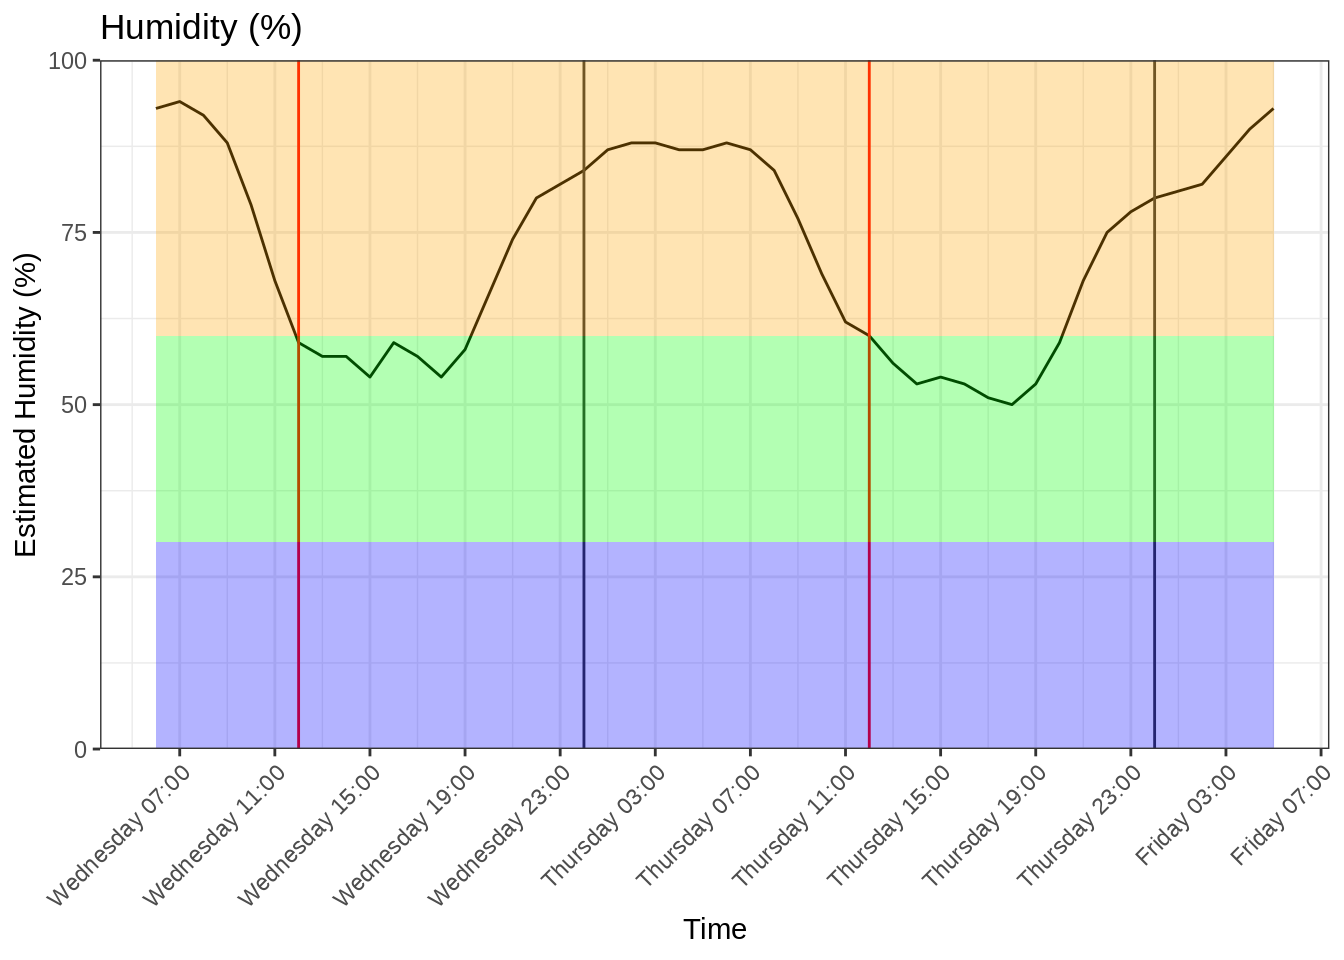 Humidity (%)
Estimated Humidity (%)
100
75
50
25
0
Wednesday 07:00
Wednesday 11:00
Wednesday 15:00
Wednesday 19:00
Wednesday 23:00
Thursday 03:00
Thursday 07:00
Thursday 11:00
Thursday 15:00
Thursday 19:00
Thursday 23:00
Friday 03:00
Friday 07:00
Time